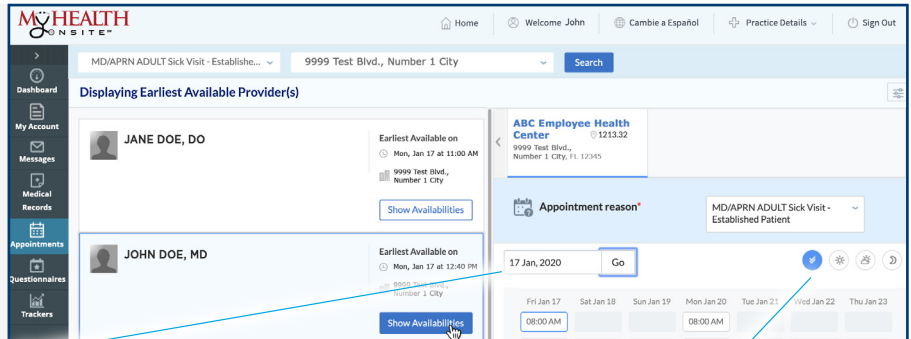 MYHEALTH
ONSITE℠
Home
Welcome John
Cambie a Español
Practice Details
Sign Out
MD/APRN ADULT Sick Visit - Establishe...
9999 Test Blvd., Number 1 City
Search
Dashboard
My Account
Messages
Medical
Records
Appointments
Questionnaires
Trackers
Displaying Earliest Available Provider(s)
JANE DOE, DO
Earliest Available on
Mon, Jan 17 at 11:00 AM
9999 Test Blvd.,
Number 1 City
Show Availabilities
JOHN DOE, MD
Earliest Available on
Mon, Jan 17 at 12:40 PM
9999 Test Blvd.,
Number 1 City
Show Availabilities
ABC Employee Health
Center
1213.32
9999 Test Blvd.,
Number 1 City, FL 12345
Appointment reason*
MD/APRN ADULT Sick Visit -
Established Patient
17 Jan, 2020
Go
Fri Jan 17 Sat Jan 18 Sun Jan 19 Mon Jan 20 Tue Jan 21 Wed Jan 22 Thu Jan 23
08:00 AM 08:00 AM